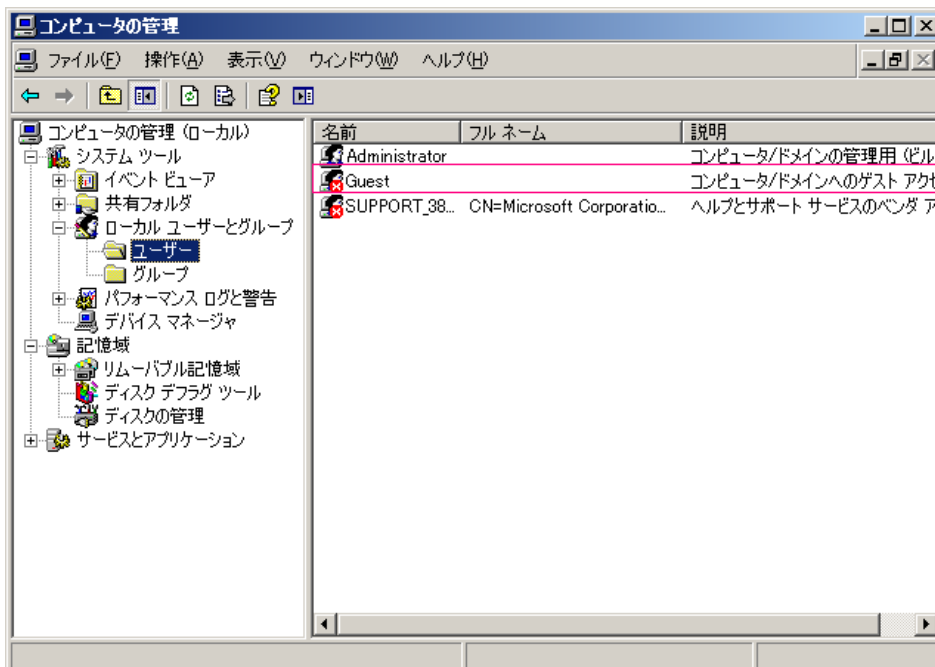 コンピュータの管理
ファイル(F) 操作(A) 表示(V) ウィンドウ(W) ヘルプ(H)
コンピュータの管理 (ローカル)
システム ツール
イベント ビューア
共有フォルダ
ローカル ユーザーとグループ
ユーザー
グループ
パフォーマンス ログと警告
デバイス マネージャ
記憶域
リムーバブル記憶域
ディスク デフラグ ツール
ディスクの管理
サービスとアプリケーション
名前 フル ネーム 説明
Administrator コンピュータ/ドメインの管理用 (ビル
Guest コンピュータ/ドメインへのゲスト アクセ
SUPPORT_38... CN=Microsoft Corporatio... ヘルプとサポート サービスのベンダ ア